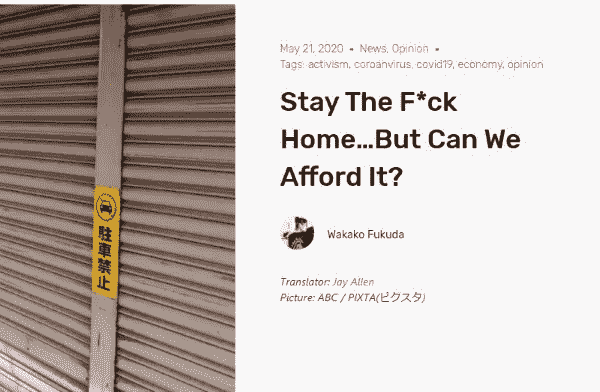 駐車禁止
May 21, 2020 • News, Opinion •
Tags: activism, coroanvirus, covid19, economy, opinion
Stay The F*ck
Home...But Can We
Afford It?
Wakako Fukuda
Translator: Jay Allen
Picture: ABC / PIXTA(ピクスタ)